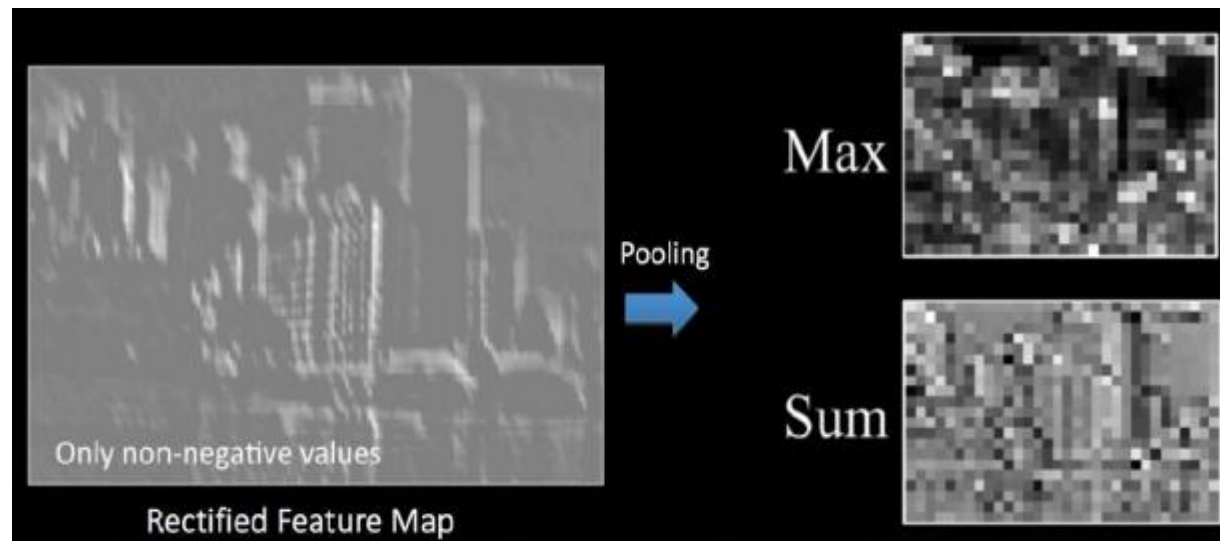 Only non-negative values
Rectified Feature Map
Pooling
Max
Sum